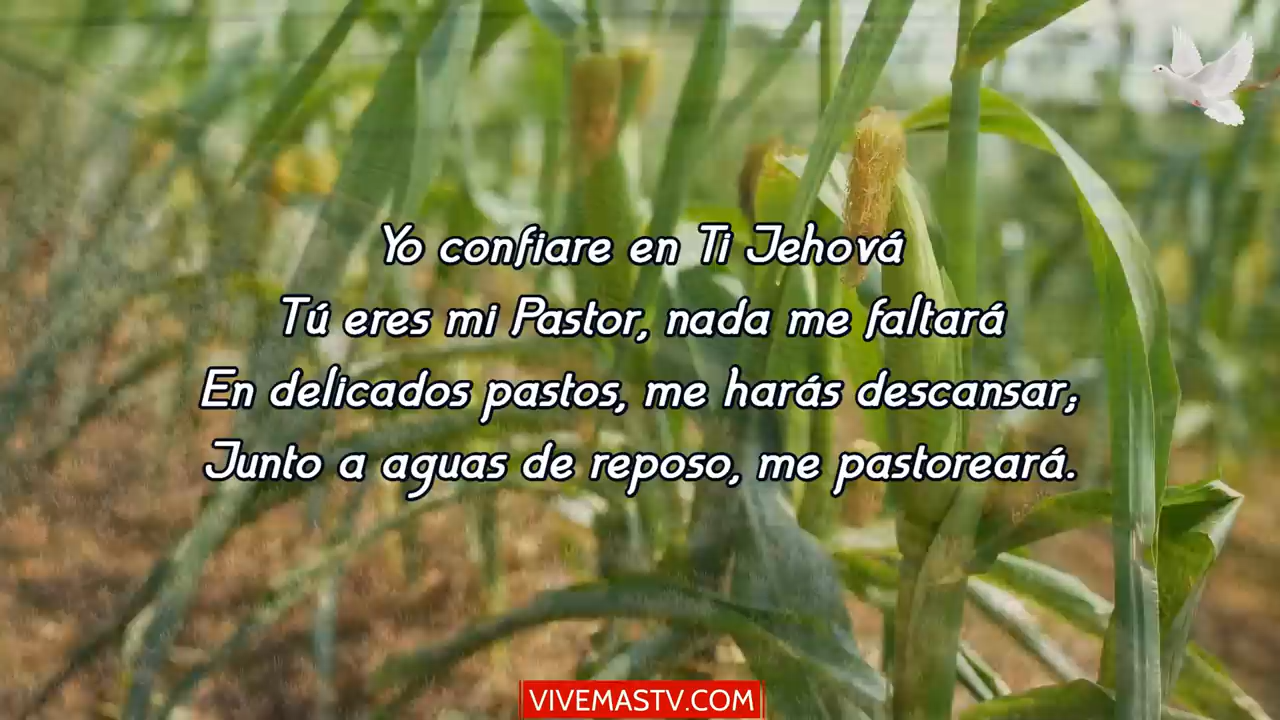 Yo confiare en Ti Jehová
Tú eres mi Pastor, nada me faltará
En delicados pastos, me harás descansar;
Junto a aguas de reposo, me pastoreará.
VIVEMASTV.COM